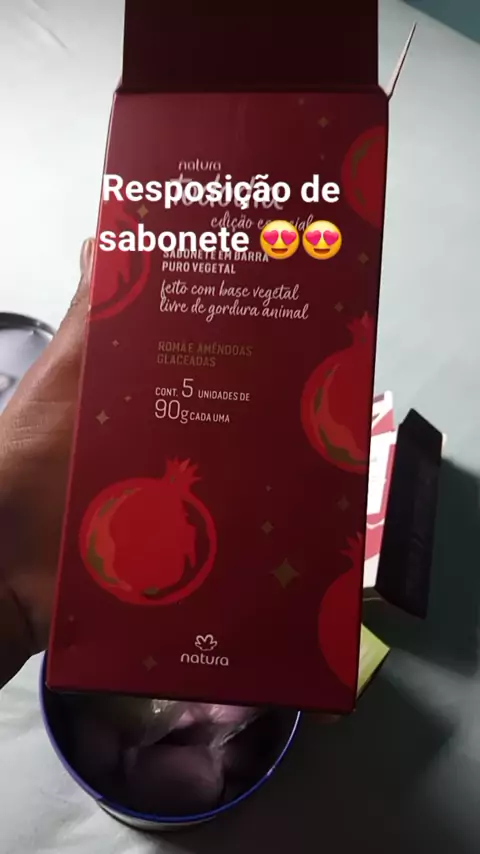 natura
Resposição de
edição especial
sabonete 😍😍
SABONETE EM BARRA
PURO VEGETAL
feito com base vegetal
livre de gordura animal
ROMÃ E AMÊNDOAS
GLACEADAS
CONT. 5 UNIDADES DE
90g CADA UMA
natura